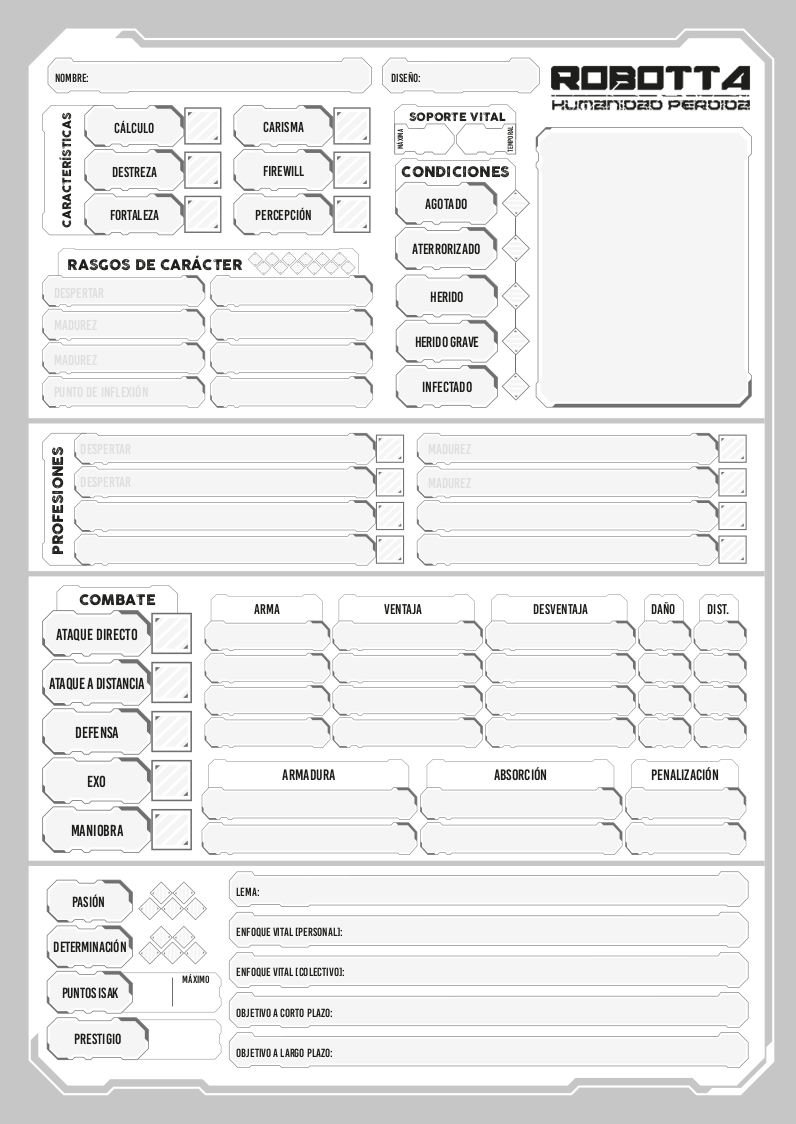 NOMBRE:
DISEÑO:
ROBOTTA
HUMANIDAD PERDIDA
CARACTERÍSTICAS
CÁLCULO
CARISMA
DESTREZA
FIREWILL
FORTALEZA
PERCEPCIÓN
SOPORTE VITAL
MÁXIMA
TEMPORAL
CONDICIONES
AGOTADO
ATERRORIZADO
HERIDO
HERIDO GRAVE
INFECTADO
RASGOS DE CARÁCTER
DESPERTAR
MADUREZ
MADUREZ
PUNTO DE INFLEXIÓN
PROFESIONES
DESPERTAR
MADUREZ
DESPERTAR
MADUREZ
COMBATE
ATAQUE DIRECTO
ATAQUE A DISTANCIA
DEFENSA
EXO
MANIOBRA
ARMA
VENTAJA
DESVENTAJA
DAÑO
DIST.
ARMADURA
ABSORCIÓN
PENALIZACIÓN
PASIÓN
DETERMINACIÓN
PUNTOS ISAK
MÁXIMO
PRESTIGIO
LEMA:
ENFOQUE VITAL [PERSONAL]:
ENFOQUE VITAL [COLECTIVO]:
OBJETIVO A CORTO PLAZO:
OBJETIVO A LARGO PLAZO: